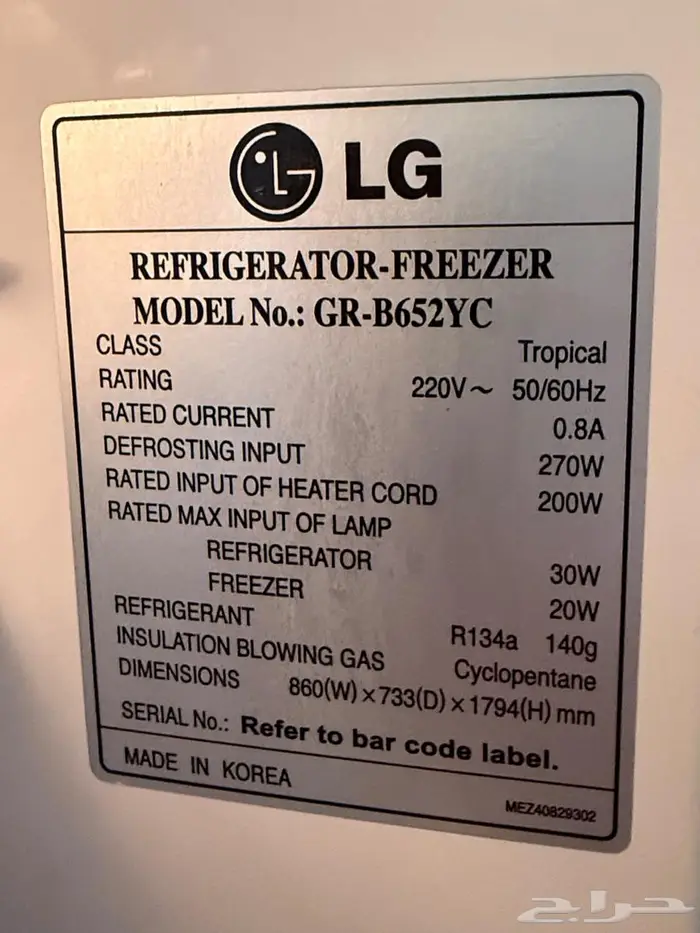 LG
REFRIGERATOR-FREEZER
MODEL No.: GR-B652YC
CLASS Tropical
RATING 220V~ 50/60Hz
RATED CURRENT 0.8A
DEFROSTING INPUT 270W
RATED INPUT OF HEATER CORD 200W
RATED MAX INPUT OF LAMP
REFRIGERATOR 30W
FREEZER 20W
REFRIGERANT R134a 140g
INSULATION BLOWING GAS Cyclopentane
DIMENSIONS 860(W)×733(D)×1794(H) mm
SERIAL No.: Refer to bar code label.
MADE IN KOREA
MEZ40829302
حراج